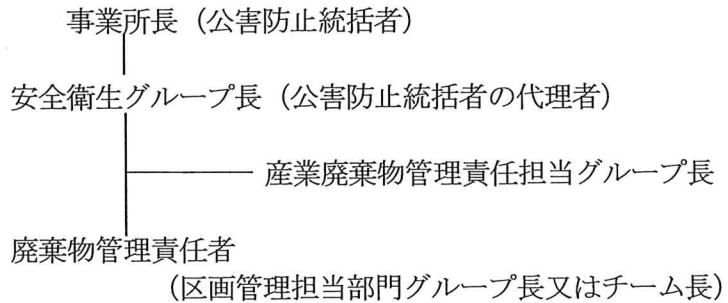 事業所長（公害防止統括者）
安全衛生グループ長（公害防止統括者の代理者）
産業廃棄物管理責任担当グループ長
廃棄物管理責任者
（区画管理担当部門グループ長又はチーム長）